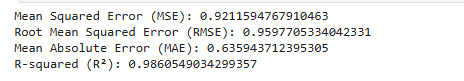 Mean Squared Error (MSE): 0.9211594767910463
Root Mean Squared Error (RMSE): 0.9597705334042331
Mean Absolute Error (MAE): 0.635943712395305
R-squared (R²): 0.9860549034299357